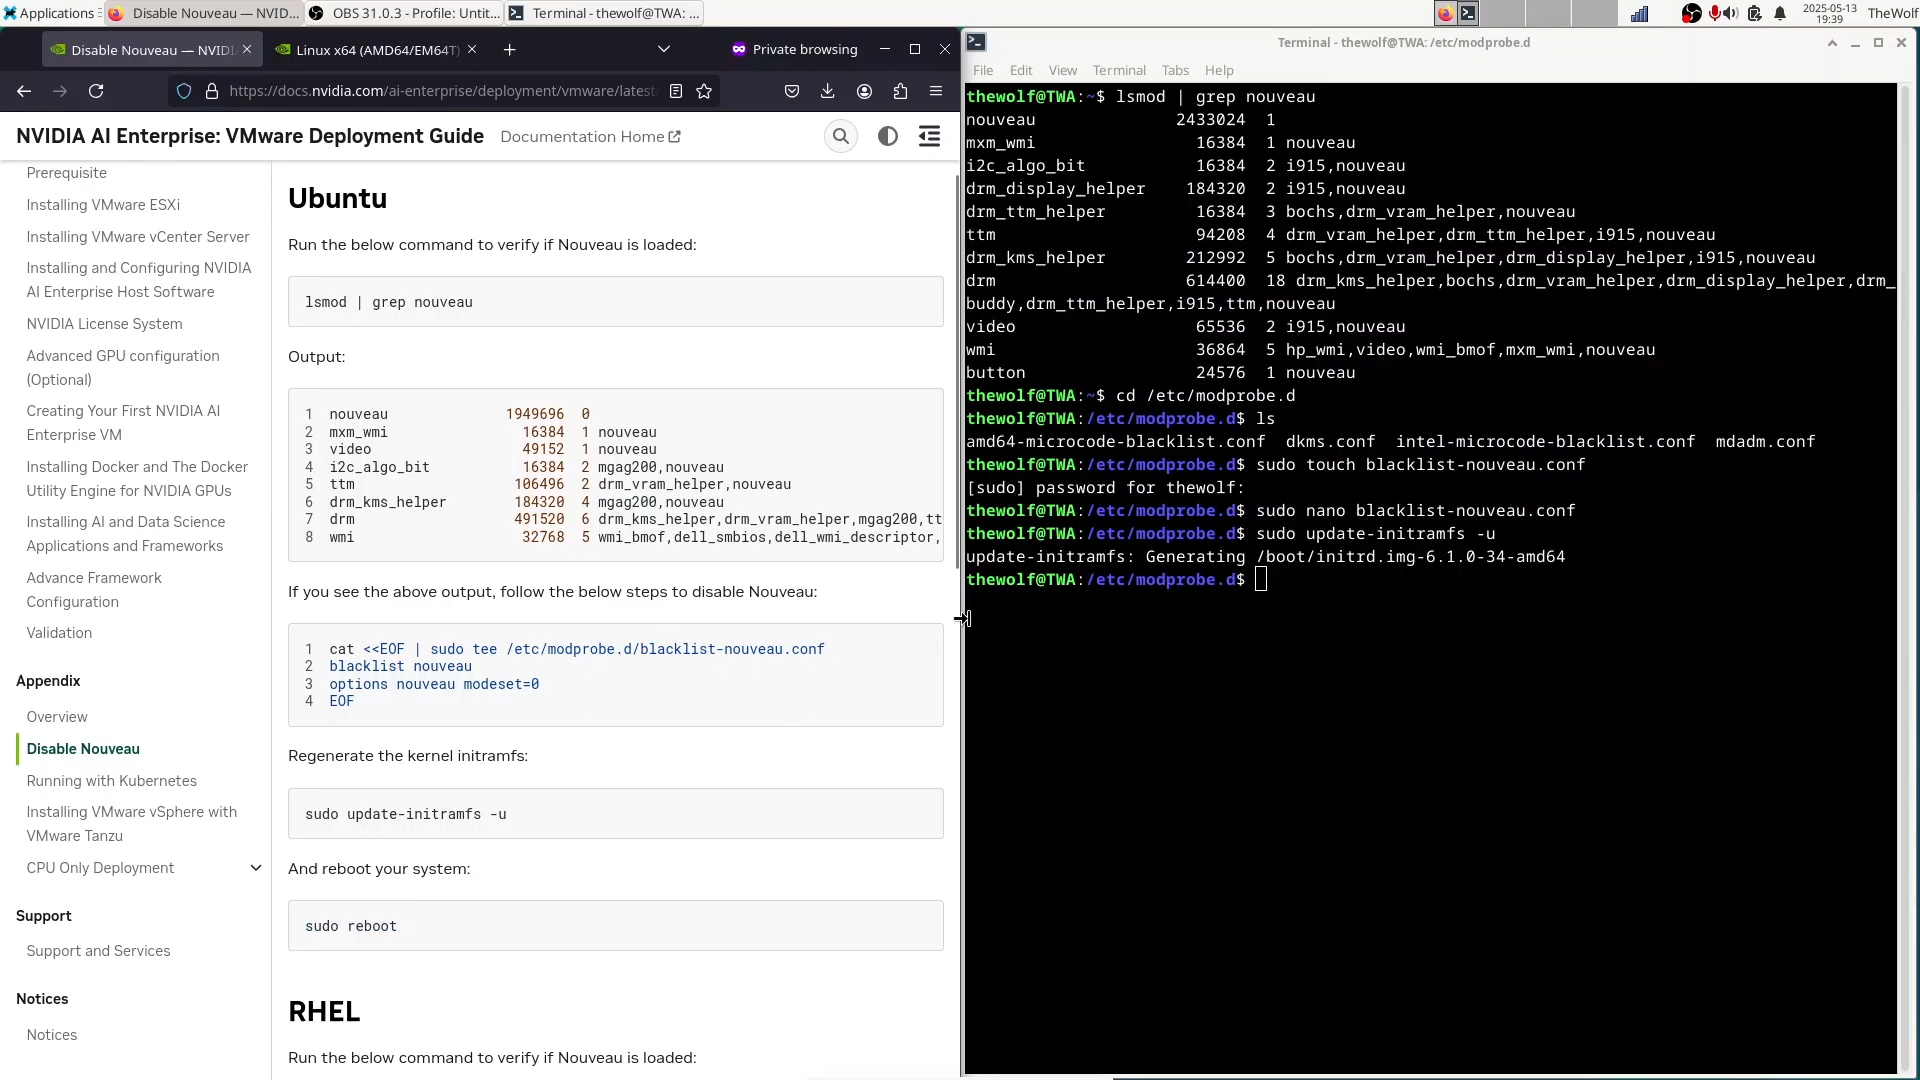 Applications
Disable Nouveau — NVID...
OBS 31.0.3 - Profile: Untit...
Terminal - thewolf@TWA: ...
2025-05-13
19:39
TheWolf
Disable Nouveau — NVIDI
Linux x64 (AMD64/EM64T)
Private browsing
https://docs.nvidia.com/ai-enterprise/deployment/vmware/latest
NVIDIA AI Enterprise: VMware Deployment Guide
Documentation Home
Prerequisite
Installing VMware ESXi
Installing VMware vCenter Server
Installing and Configuring NVIDIA
AI Enterprise Host Software
NVIDIA License System
Advanced GPU configuration
(Optional)
Creating Your First NVIDIA AI
Enterprise VM
Installing Docker and The Docker
Utility Engine for NVIDIA GPUs
Installing AI and Data Science
Applications and Frameworks
Advance Framework
Configuration
Validation
Appendix
Overview
Disable Nouveau
Running with Kubernetes
Installing VMware vSphere with
VMware Tanzu
CPU Only Deployment
Support
Support and Services
Notices
Notices
Ubuntu
Run the below command to verify if Nouveau is loaded:
lsmod | grep nouveau
Output:
1 nouveau 1949696 0
2 mxm_wmi 16384 1 nouveau
3 video 49152 1 nouveau
4 i2c_algo_bit 16384 2 mgag200,nouveau
5 ttm 106496 2 drm_vram_helper,nouveau
6 drm_kms_helper 184320 4 mgag200,nouveau
7 drm 491520 6 drm_kms_helper,drm_vram_helper,mgag200,tt
8 wmi 32768 5 wmi_bmof,dell_smbios,dell_wmi_descriptor,
If you see the above output, follow the below steps to disable Nouveau:
1 cat <<EOF | sudo tee /etc/modprobe.d/blacklist-nouveau.conf
2 blacklist nouveau
3 options nouveau modeset=0
4 EOF
Regenerate the kernel initramfs:
sudo update-initramfs -u
And reboot your system:
sudo reboot
RHEL
Run the below command to verify if Nouveau is loaded:
Terminal - thewolf@TWA: /etc/modprobe.d
File Edit View Terminal Tabs Help
thewolf@TWA:~$ lsmod | grep nouveau
nouveau 2433024 1
mxm_wmi 16384 1 nouveau
i2c_algo_bit 16384 2 i915,nouveau
drm_display_helper 184320 2 i915,nouveau
drm_ttm_helper 16384 3 bochs,drm_vram_helper,nouveau
ttm 94208 4 drm_vram_helper,drm_ttm_helper,i915,nouveau
drm_kms_helper 212992 5 bochs,drm_vram_helper,drm_display_helper,i915,nouveau
drm 614400 18 drm_kms_helper,bochs,drm_vram_helper,drm_display_helper,drm_
buddy,drm_ttm_helper,i915,ttm,nouveau
video 65536 2 i915,nouveau
wmi 36864 5 hp_wmi,video,wmi_bmof,mxm_wmi,nouveau
button 24576 1 nouveau
thewolf@TWA:~$ cd /etc/modprobe.d
thewolf@TWA:/etc/modprobe.d$ ls
amd64-microcode-blacklist.conf dkms.conf intel-microcode-blacklist.conf mdadm.conf
thewolf@TWA:/etc/modprobe.d$ sudo touch blacklist-nouveau.conf
[sudo] password for thewolf:
thewolf@TWA:/etc/modprobe.d$ sudo nano blacklist-nouveau.conf
thewolf@TWA:/etc/modprobe.d$ sudo update-initramfs -u
update-initramfs: Generating /boot/initrd.img-6.1.0-34-amd64
thewolf@TWA:/etc/modprobe.d$